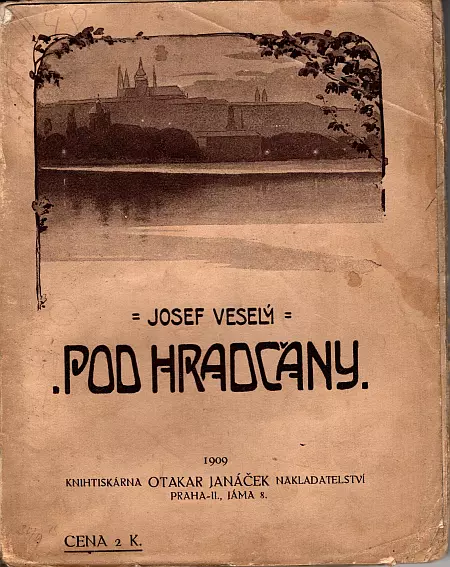 = JOSEF VESELÝ =
.POD HRADČANY.
1909
KNIHTISKÁRNA OTAKAR JANÁČEK NAKLADATELSTVÍ
PRAHA-II., JÁMA 8.
CENA 2 K.